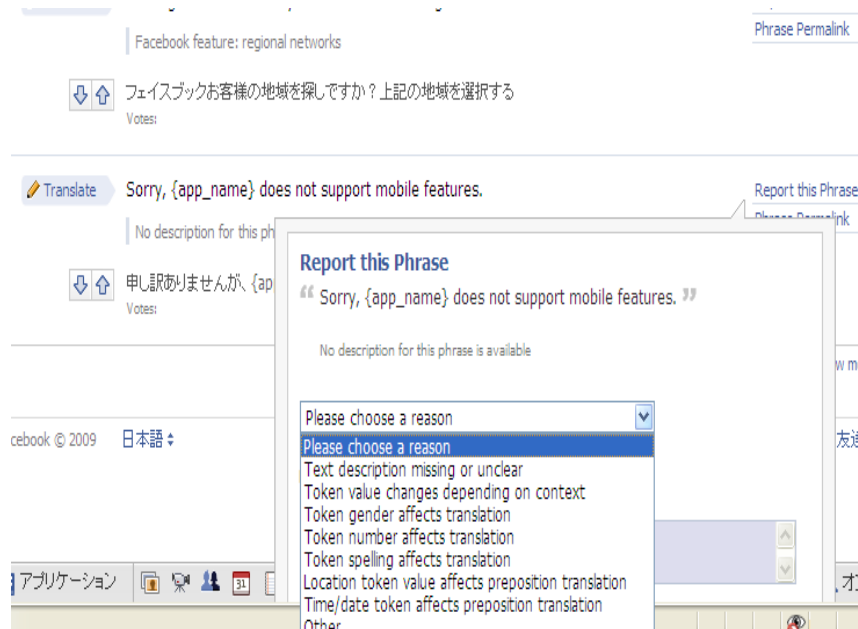 Phrase Permalink
Facebook feature: regional networks
フェイスブックお客様の地域を探しですか？上記の地域を選択する
Votes:
Translate
Sorry, {app_name} does not support mobile features.
Report this Phrase
Phrase Permalink
No description for this ph
申し訳ありませんが、{ap
Votes:
Report this Phrase
“ Sorry, {app_name} does not support mobile features. ”
No description for this phrase is available
w m
Please choose a reason
Please choose a reason
Text description missing or unclear
Token value changes depending on context
Token gender affects translation
Token number affects translation
Token spelling affects translation
Location token value affects preposition translation
Time/date token affects preposition translation
Other
cebook © 2009
日本語
友達
アプリケーション
31